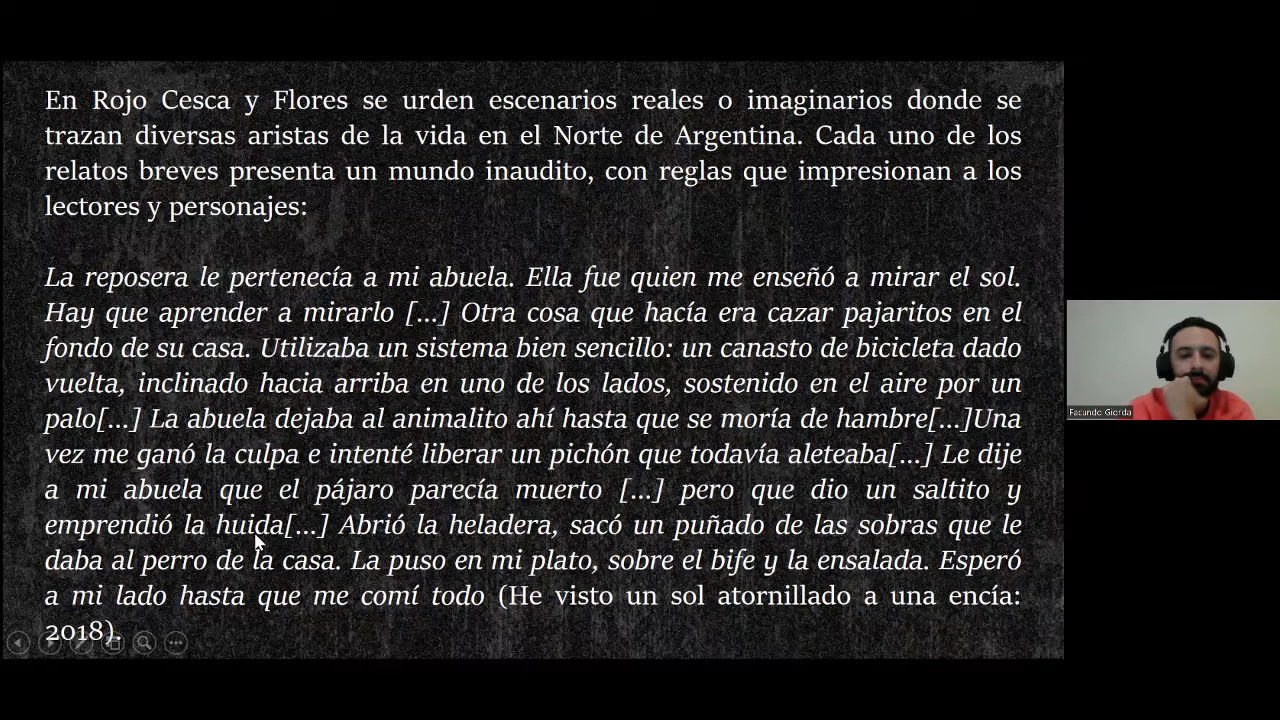 En Rojo Cesca y Flores se urden escenarios reales o imaginarios donde se
trazan diversas aristas de la vida en el Norte de Argentina. Cada uno de los
relatos breves presenta un mundo inaudito, con reglas que impresionan a los
lectores y personajes:
La reposera le pertenecía a mi abuela. Ella fue quien me enseñó a mirar el sol.
Hay que aprender a mirarlo [...] Otra cosa que hacía era cazar pajaritos en el
fondo de su casa. Utilizaba un sistema bien sencillo: un canasto de bicicleta dado
vuelta, inclinado hacia arriba en uno de los lados, sostenido en el aire por un
palo[...] La abuela dejaba al animalito ahí hasta que se moría de hambre[...]Una
vez me ganó la culpa e intenté liberar un pichón que todavía aleteaba[...] Le dije
a mi abuela que el pájaro parecía muerto [...] pero que dio un saltito y
emprendió la huida[...] Abrió la heladera, sacó un puñado de las sobras que le
daba al perro de la casa. La puso en mi plato, sobre el bife y la ensalada. Esperó
a mi lado hasta que me comí todo (He visto un sol atornillado a una encía:
2018).
Facundo Giorda